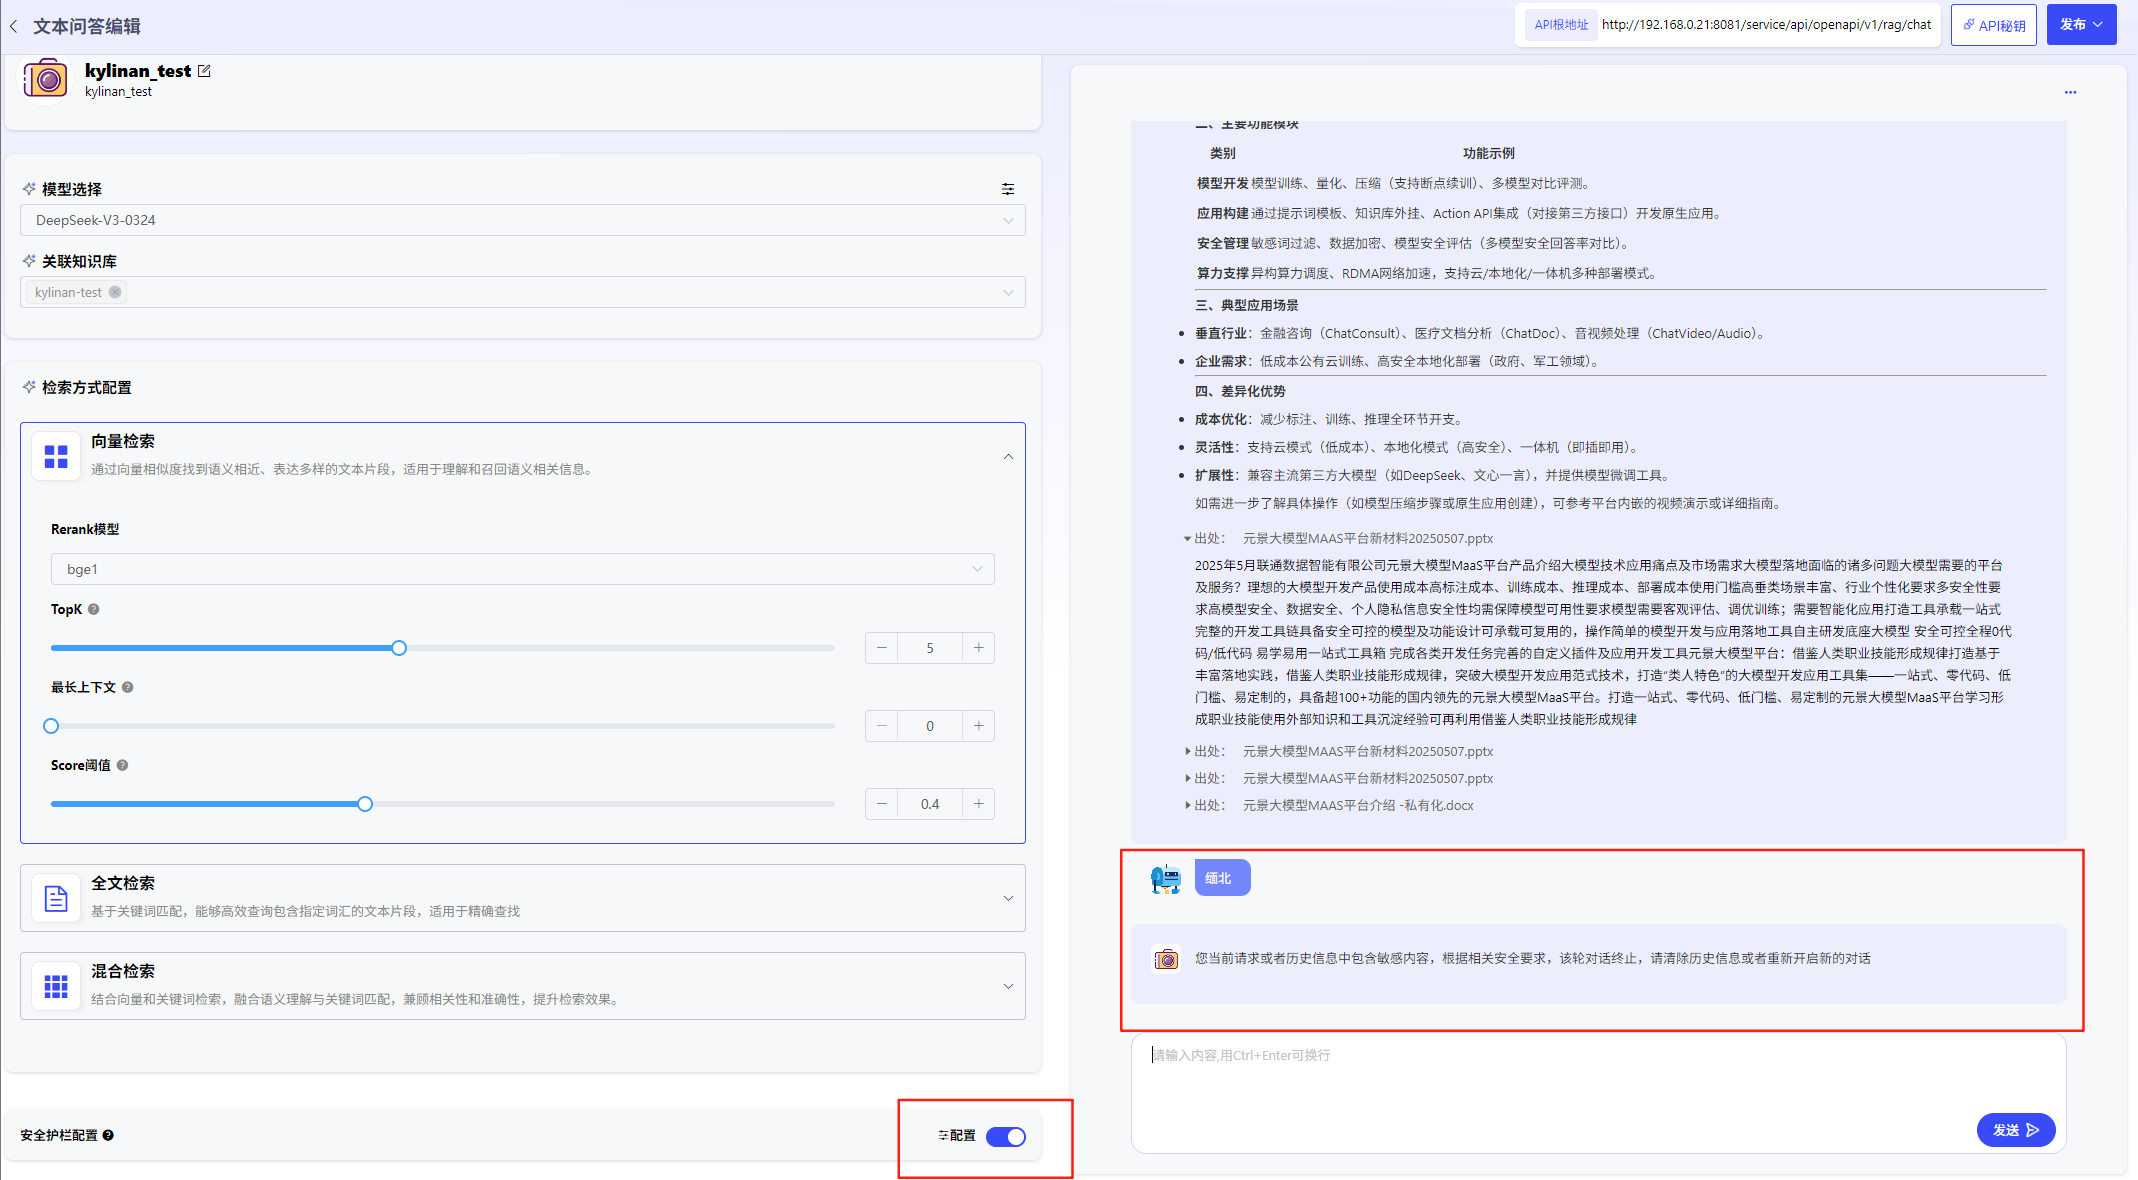 文本问答编辑
API根地址
http://192.168.0.21:8081/service/api/openapi/v1/rag/chat
API秘钥
发布
kylinan_test
kylinan_test
模型选择
DeepSeek-V3-0324
关联知识库
kylinan-test
检索方式配置
向量检索
通过向量相似度找到语义相近、表达多样的文本片段，适用于理解和召回语义相关信息。
Rerank模型
bge1
TopK
5
最长上下文
0
Score阈值
0.4
全文检索
基于关键词匹配，能够高效查询包含指定词汇的文本片段，适用于精确查找
混合检索
结合向量和关键词检索，融合语义理解与关键词匹配，兼顾相关性和准确性，提升检索效果。
安全护栏配置
配置
二、主要功能模块
类别 功能示例
模型开发 模型训练、量化、压缩（支持断点续训）、多模型对比评测。
应用构建 通过提示词模板、知识库外挂、Action API集成（对接第三方接口）开发原生应用。
安全管理 敏感词过滤、数据加密、模型安全评估（多模型安全回答率对比）。
算力支撑 异构算力调度、RDMA网络加速，支持云/本地化/一体机多种部署模式。
三、典型应用场景
垂直行业：金融咨询（ChatConsult）、医疗文档分析（ChatDoc）、音视频处理（ChatVideo/Audio）。
企业需求：低成本公有云训练、高安全本地化部署（政府、军工领域）。
四、差异化优势
成本优化：减少标注、训练、推理全环节开支。
灵活性：支持云模式（低成本）、本地化模式（高安全）、一体机（即插即用）。
扩展性：兼容主流第三方大模型（如DeepSeek、文心一言），并提供模型微调工具。
如需进一步了解具体操作（如模型压缩步骤或原生应用创建），可参考平台内嵌的视频演示或详细指南。
出处： 元景大模型MAAS平台新材料20250507.pptx
2025年5月联通数据智能有限公司元景大模型MaaS平台产品介绍大模型技术应用痛点及市场需求大模型落地面临的诸多问题大模型需要的平台
及服务？理想的大模型开发产品使用成本高标注成本、训练成本、推理成本、部署成本使用门槛高垂类场景丰富、行业个性化要求多安全性要
求高模型安全、数据安全、个人隐私信息安全性均需保障模型可用性要求模型需要客观评估、调优训练；需要智能化应用打造工具承载一站式
完整的开发工具链具备安全可控的模型及功能设计可承载可复用的，操作简单的模型开发与应用落地工具自主研发底座大模型 安全可控全程0代
码/低代码 易学易用一站式工具箱 完成各类开发任务完善的自定义插件及应用开发工具元景大模型平台：借鉴人类职业技能形成规律打造基于
丰富落地实践，借鉴人类职业技能形成规律，突破大模型开发应用范式技术，打造“类人特色”的大模型开发应用工具集——一站式、零代码、低
门槛、易定制的，具备超100+功能的国内领先的元景大模型MaaS平台。打造一站式、零代码、低门槛、易定制的元景大模型MaaS平台学习形
成职业技能使用外部知识和工具沉淀经验可再利用借鉴人类职业技能形成规律
出处： 元景大模型MAAS平台新材料20250507.pptx
出处： 元景大模型MAAS平台新材料20250507.pptx
出处： 元景大模型MAAS平台介绍 -私有化.docx
缅北
您当前请求或者历史信息中包含敏感内容，根据相关安全要求，该轮对话终止，请清除历史信息或者重新开启新的对话
请输入内容,用Ctrl+Enter可换行
发送